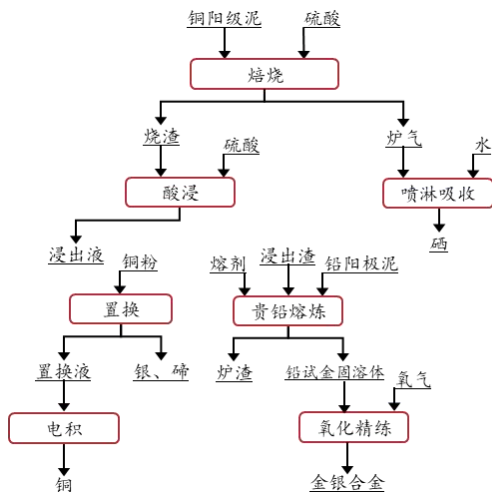 铜阳级泥 硫酸
焙烧
烧渣 硫酸 炉气 水
酸浸 喷淋吸收
浸出液 硒
铜粉 熔剂 浸出渣 铅阳极泥
置换 贵铅熔炼
置换液 银、碲 炉渣 铅试金固溶体 氧气
电积 氧化精练
铜 金银合金